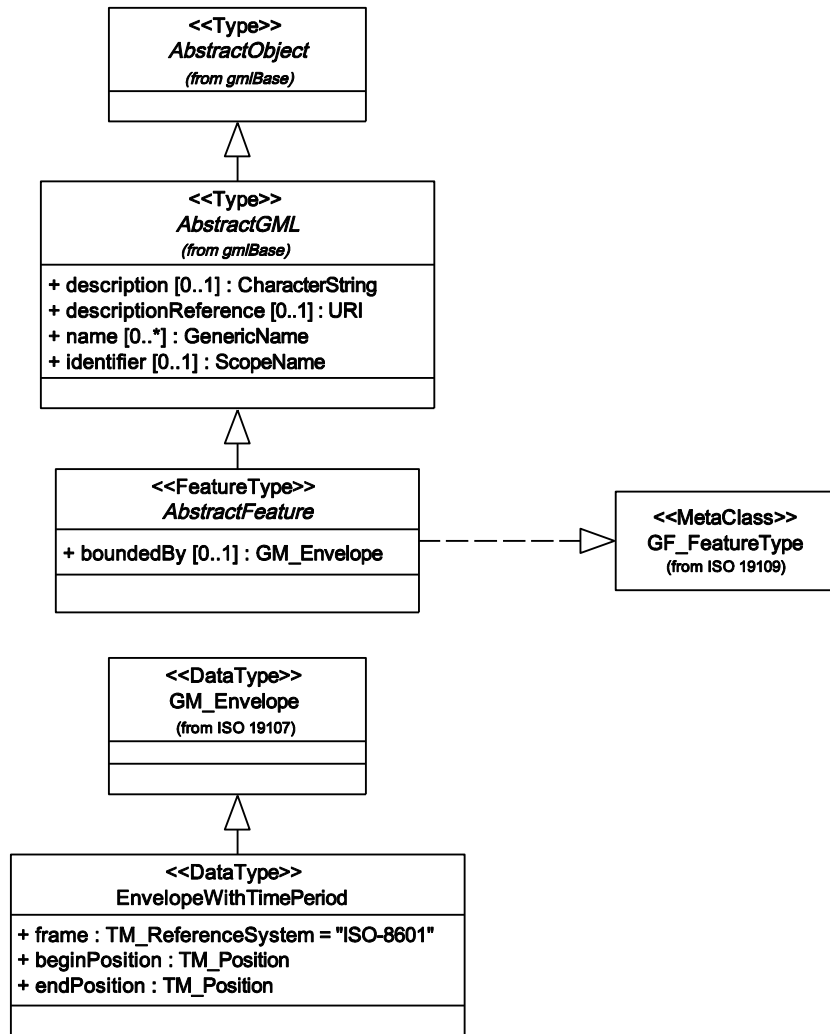 <<Type>>
AbstractObject
(from gmlBase)
<<Type>>
AbstractGML
(from gmlBase)
+ description [0..1] : CharacterString
+ descriptionReference [0..1] : URI
+ name [0..*] : GenericName
+ identifier [0..1] : ScopeName
<<FeatureType>>
AbstractFeature
+ boundedBy [0..1] : GM_Envelope
<<MetaClass>>
GF_FeatureType
(from ISO 19109)
<<DataType>>
GM_Envelope
(from ISO 19107)
<<DataType>>
EnvelopeWithTimePeriod
+ frame : TM_ReferenceSystem = "ISO-8601"
+ beginPosition : TM_Position
+ endPosition : TM_Position